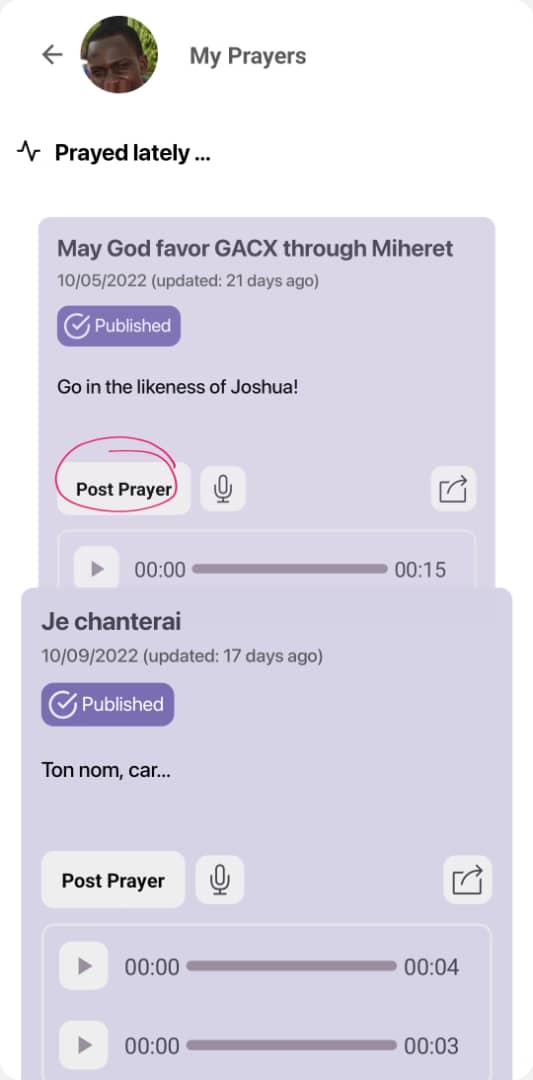 My Prayers
Prayed lately ...
May God favor GACX through Miheret
10/05/2022 (updated: 21 days ago)
Published
Go in the likeness of Joshua!
Post Prayer
00:00 00:15
Je chanterai
10/09/2022 (updated: 17 days ago)
Published
Ton nom, car...
Post Prayer
00:00 00:04
00:00 00:03